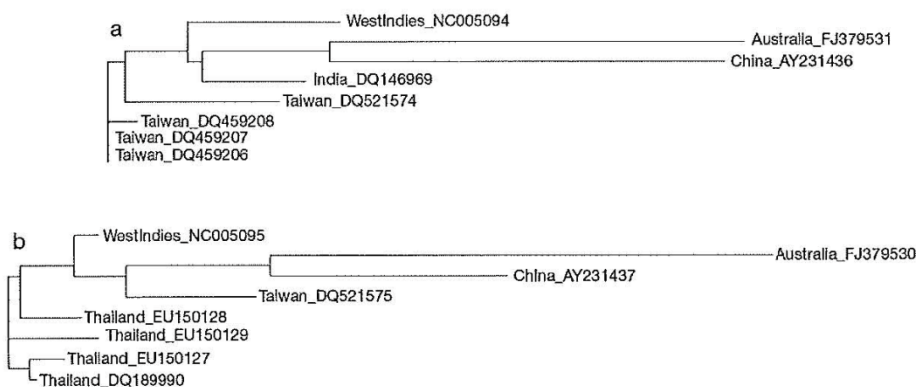 a
WestIndies_NC005094
Australia_FJ379531
China_AY231436
India_DQ146969
Taiwan_DQ521574
Taiwan_DQ459208
Taiwan_DQ459207
Taiwan_DQ459206
b
WestIndies_NC005095
Australia_FJ379530
China_AY231437
Taiwan_DQ521575
Thailand_EU150128
Thailand_EU150129
Thailand_EU150127
Thailand_DQ189990